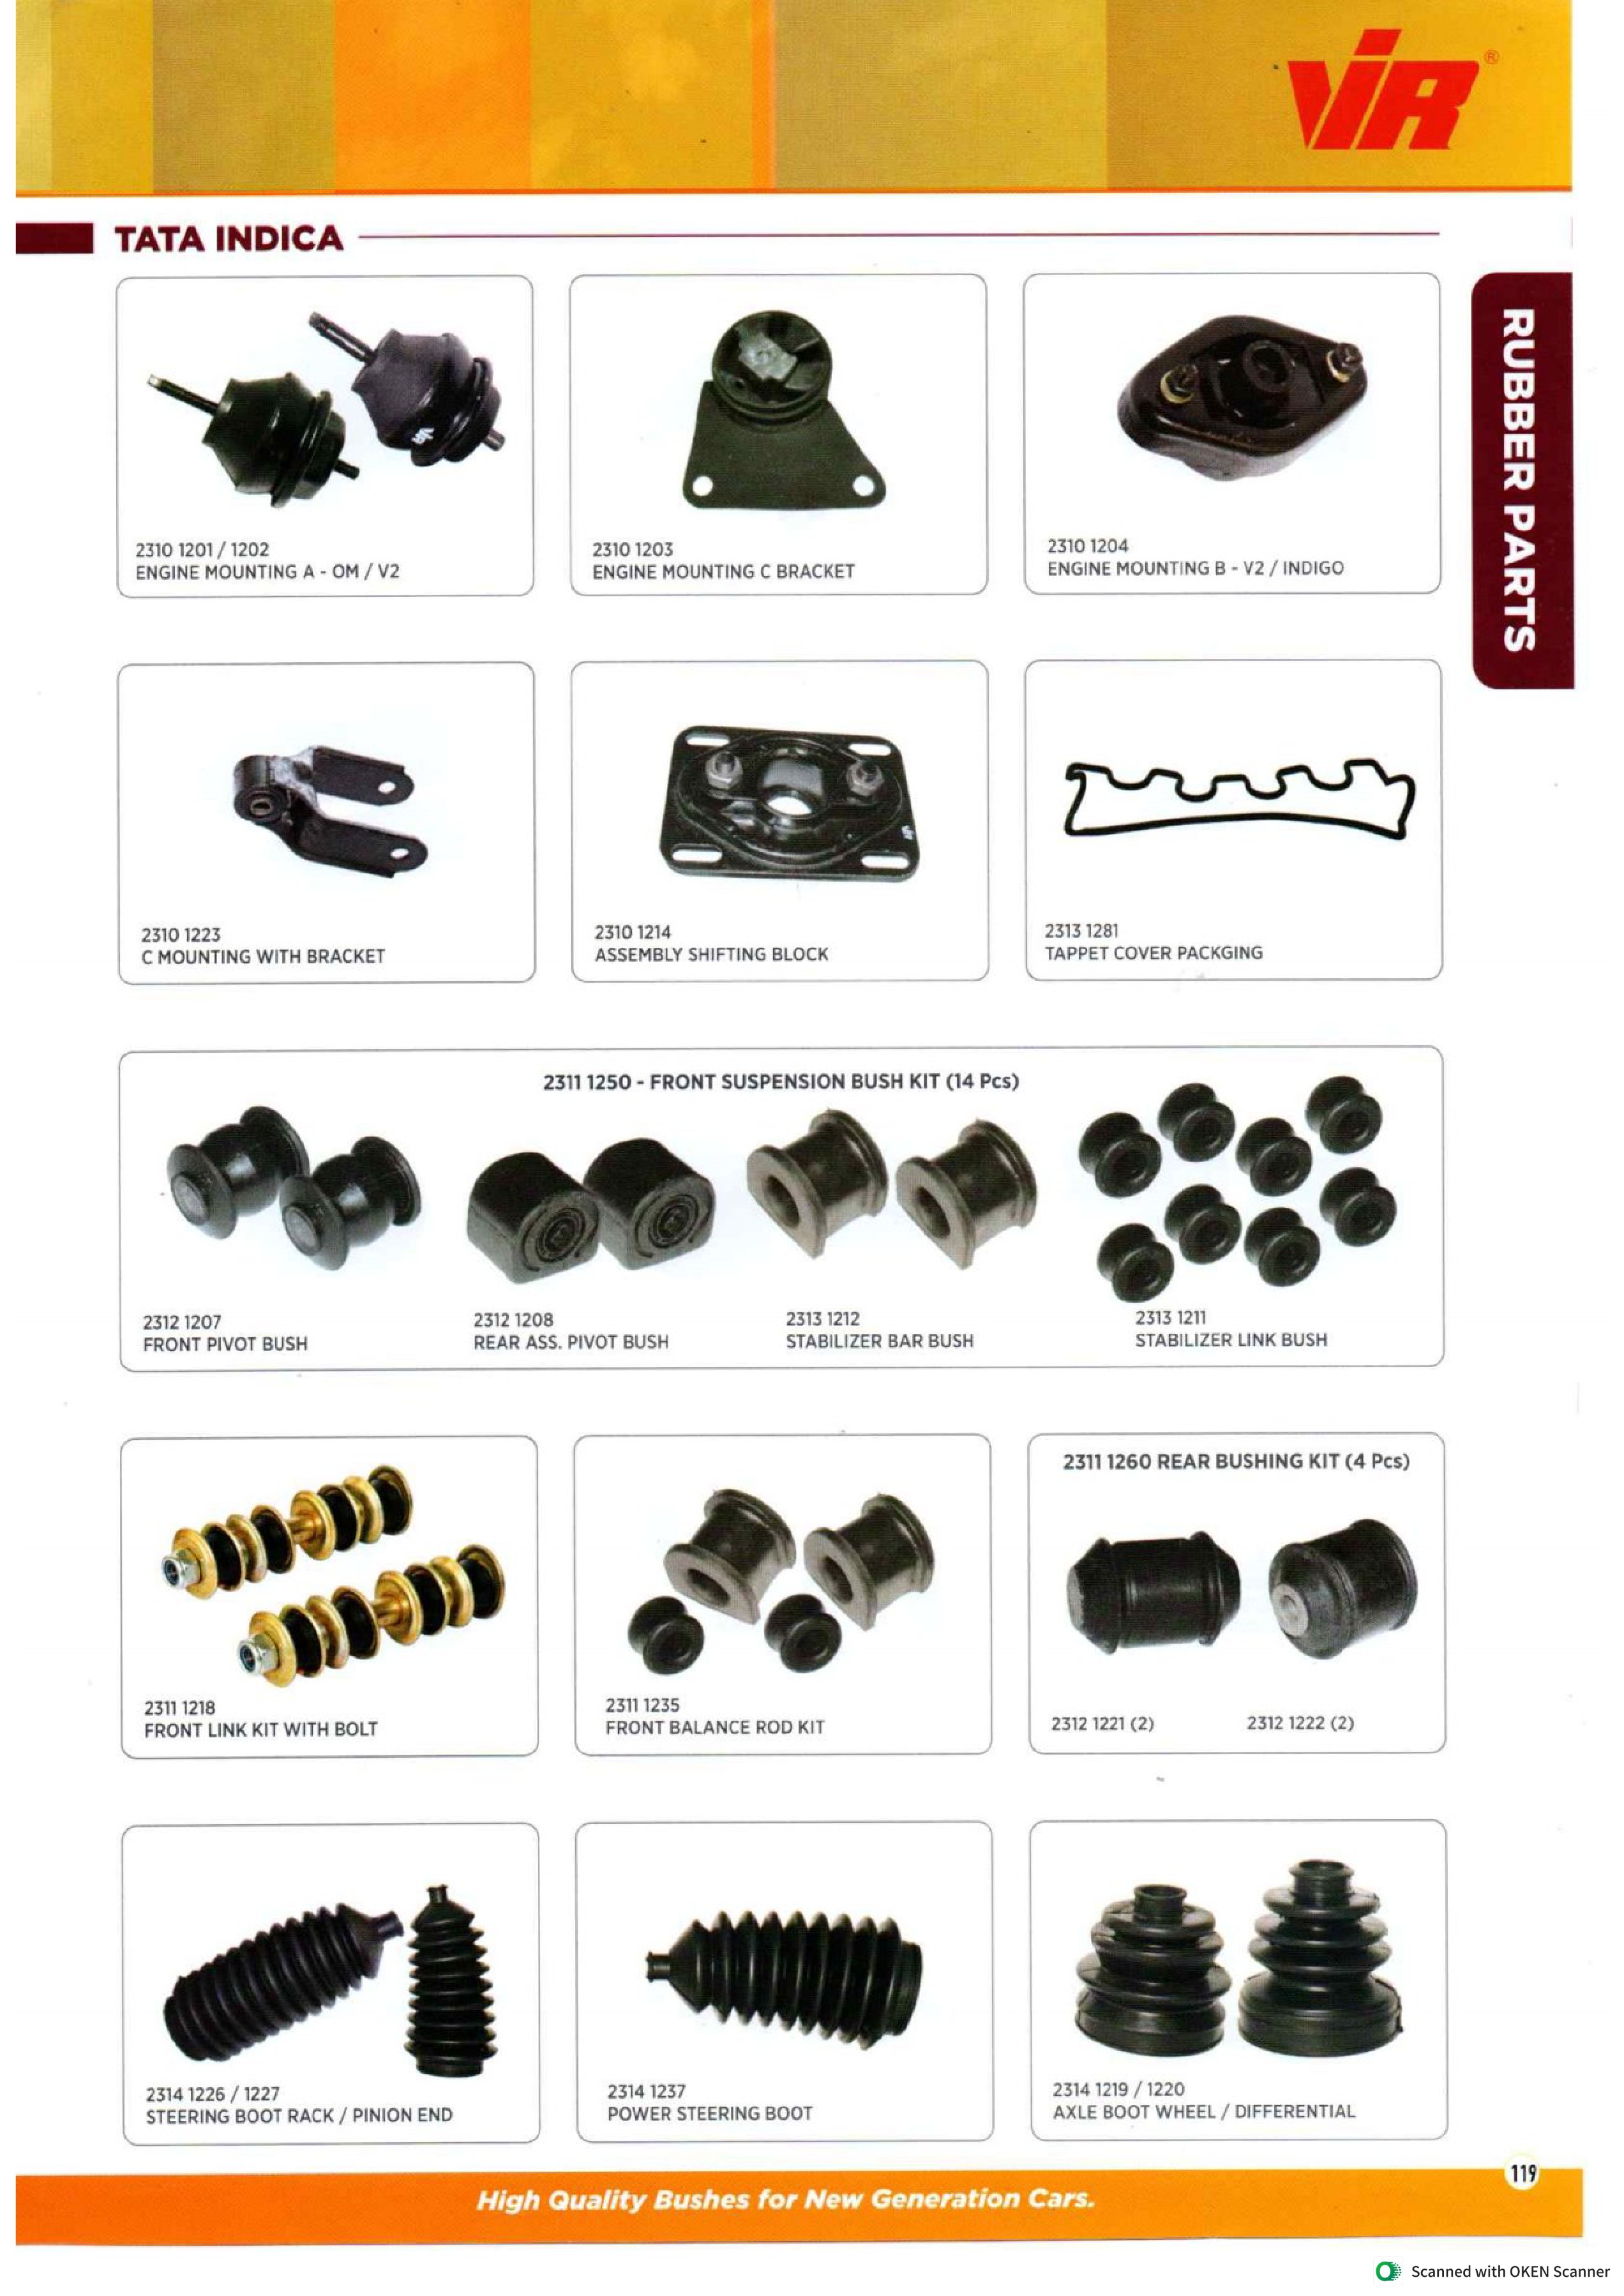 VIR®
TATA INDICA
RUBBER PARTS
2310 1201 / 1202
ENGINE MOUNTING A - OM / V2
2310 1203
ENGINE MOUNTING C BRACKET
2310 1204
ENGINE MOUNTING B - V2 / INDIGO
2310 1223
C MOUNTING WITH BRACKET
2310 1214
ASSEMBLY SHIFTING BLOCK
2313 1281
TAPPET COVER PACKGING
2311 1250 - FRONT SUSPENSION BUSH KIT (14 Pcs)
2312 1207
FRONT PIVOT BUSH
2312 1208
REAR ASS. PIVOT BUSH
2313 1212
STABILIZER BAR BUSH
2313 1211
STABILIZER LINK BUSH
2311 1218
FRONT LINK KIT WITH BOLT
2311 1235
FRONT BALANCE ROD KIT
2311 1260 REAR BUSHING KIT (4 Pcs)
2312 1221 (2)
2312 1222 (2)
2314 1226 / 1227
STEERING BOOT RACK / PINION END
2314 1237
POWER STEERING BOOT
2314 1219 / 1220
AXLE BOOT WHEEL / DIFFERENTIAL
119
High Quality Bushes for New Generation Cars.
Scanned with OKEN Scanner